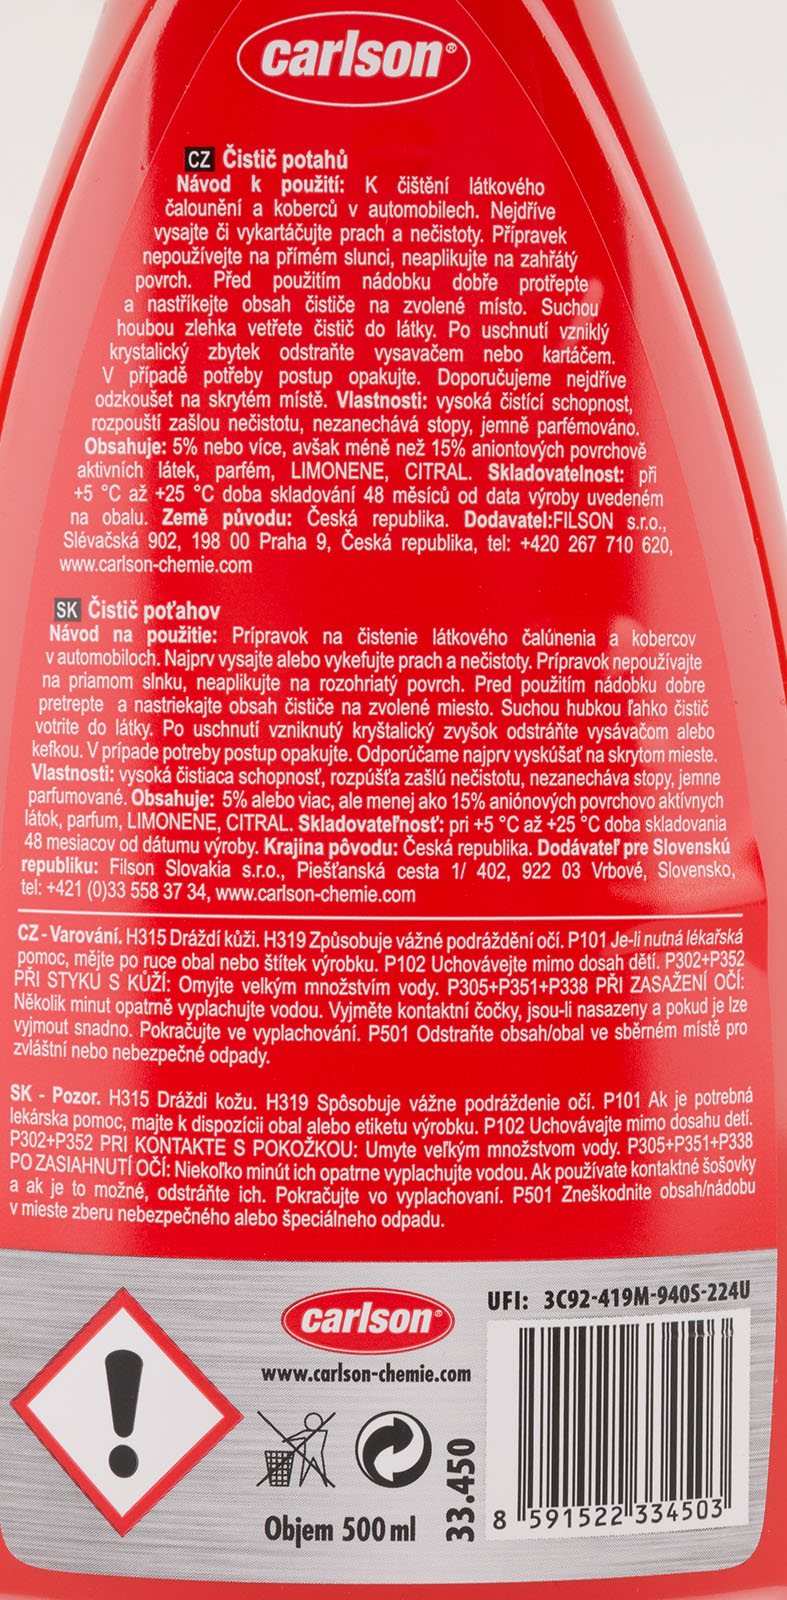 carlson®
CZ Čistič potahů
Návod k použití: K čištění látkového
čalounění a koberců v automobilech. Nejdříve
vysajte či vykartáčujte prach a nečistoty. Přípravek
nepoužívejte na přímém slunci, neaplikujte na zahřátý
povrch. Před použitím nádobku dobře protřepte
a nastříkejte obsah čističe na zvolené místo. Suchou
houbou zlehka vetřete čistič do látky. Po uschnutí vzniklý
krystalický zbytek odstraňte vysavačem nebo kartáčem.
V případě potřeby postup opakujte. Doporučujeme nejdříve
odzkoušet na skrytém místě. Vlastnosti: vysoká čistící schopnost,
rozpouští zašlou nečistotu, nezanechává stopy, jemně parfémováno.
Obsahuje: 5% nebo více, avšak méně než 15% aniontových povrchově
aktivních látek, parfém, LIMONENE, CITRAL. Skladovatelnost: při
+5 °C až +25 °C doba skladování 48 měsíců od data výroby uvedeném
na obalu. Země původu: Česká republika. Dodavatel:FILSON s.r.o.,
Slévačská 902, 198 00 Praha 9, Česká republika, tel: +420 267 710 620,
www.carlson-chemie.com
SK Čistič poťahov
Návod na použitie: Prípravok na čistenie látkového čalúnenia a kobercov
v automobiloch. Najprv vysajte alebo vykefujte prach a nečistoty. Prípravok nepoužívajte
na priamom slnku, neaplikujte na rozohriatý povrch. Pred použitím nádobku dobre
pretrepte a nastriekajte obsah čističe na zvolené miesto. Suchou hubkou ľahko čistič
votrite do látky. Po uschnutí vzniknutý kryštalický zvyšok odstráňte vysávačom alebo
kefkou. V prípade potreby postup opakujte. Odporúčame najprv vyskúšať na skrytom mieste.
Vlastnosti: vysoká čistiaca schopnosť, rozpúšťa zašlú nečistotu, nezanecháva stopy, jemne
parfumované. Obsahuje: 5% alebo viac, ale menej ako 15% aniónových povrchovo aktívnych
látok, parfum, LIMONENE, CITRAL. Skladovateľnosť: pri +5 °C až +25 °C doba skladovania
48 mesiacov od dátumu výroby. Krajina pôvodu: Česká republika. Dodávateľ pre Slovenskú
republiku: Filson Slovakia s.r.o., Piešťanská cesta 1/ 402, 922 03 Vrbové, Slovensko,
tel: +421 (0)33 558 37 34, www.carlson-chemie.com
CZ - Varování. H315 Dráždí kůži. H319 Způsobuje vážné podráždění očí. P101 Je-li nutná lékařská
pomoc, mějte po ruce obal nebo štítek výrobku. P102 Uchovávejte mimo dosah dětí. P302+P352
PŘI STYKU S KŮŽÍ: Omyjte velkým množstvím vody. P305+P351+P338 PŘI ZASAŽENÍ OČÍ:
Několik minut opatrně vyplachujte vodou. Vyjměte kontaktní čočky, jsou-li nasazeny a pokud je lze
vyjmout snadno. Pokračujte ve vyplachování. P501 Odstraňte obsah/obal ve sběrném místě pro
zvláštní nebo nebezpečné odpady.
SK - Pozor. H315 Dráždi kožu. H319 Spôsobuje vážne podráždenie očí. P101 Ak je potrebná
lekárska pomoc, majte k dispozícii obal alebo etiketu výrobku. P102 Uchovávajte mimo dosahu detí.
P302+P352 PRI KONTAKTE S POKOŽKOU: Umyte veľkým množstvom vody. P305+P351+P338
PO ZASIAHNUTÍ OČÍ: Niekoľko minút ich opatrne vyplachujte vodou. Ak používate kontaktné šošovky
a ak je to možné, odstráňte ich. Pokračujte vo vyplachovaní. P501 Zneškodnite obsah/nádobu
v mieste zberu nebezpečného alebo špeciálneho odpadu.
carlson®
www.carlson-chemie.com
Objem 500 ml
33.450
UFI: 3C92-419M-940S-224U
8 591522 334503